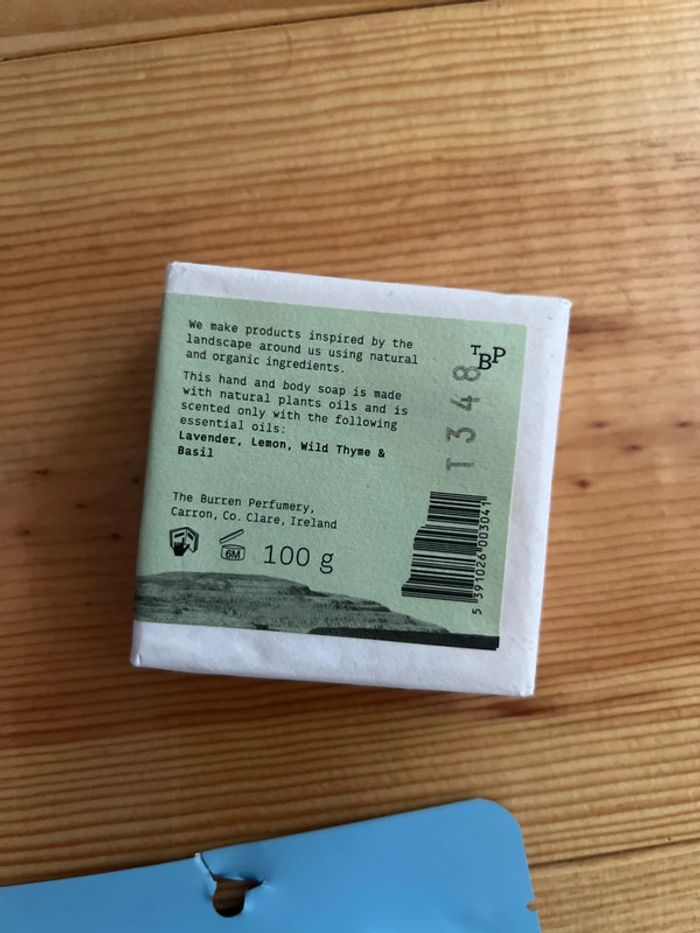 We make products inspired by the
landscape around us using natural
and organic ingredients.
This hand and body soap is made
with natural plants oils and is
scented only with the following
essential oils:
Lavender, Lemon, Wild Thyme &
Basil
The Burren Perfumery,
Carron, Co. Clare, Ireland
6M
100 g
TBP
T348
5 391026 003041